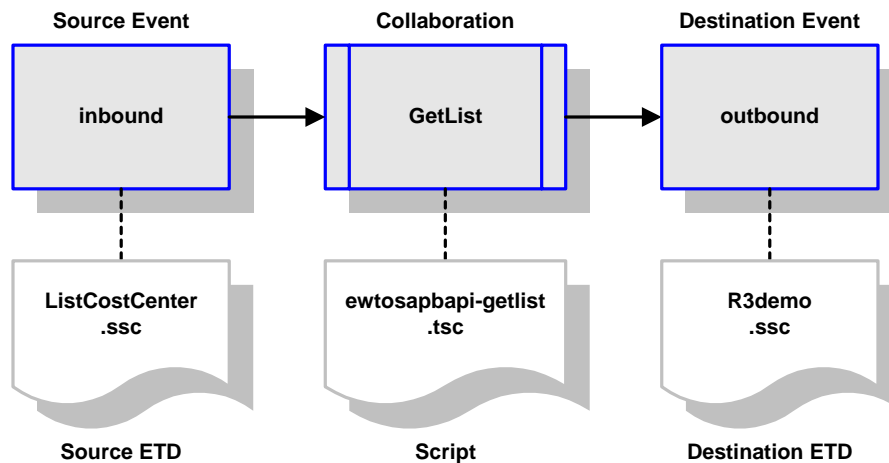 Source Event
Collaboration
Destination Event
inbound
GetList
outbound
ListCostCenter
.ssc
ewtosapbapi-getlist
.tsc
R3demo
.ssc
Source ETD
Script
Destination ETD